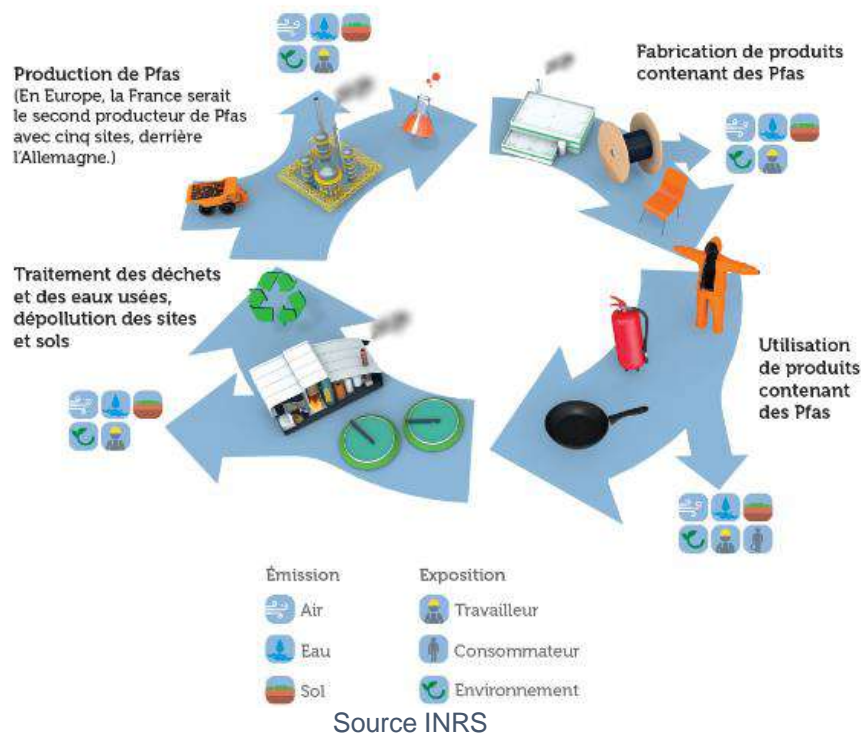 Production de Pfas
(En Europe, la France serait
le second producteur de Pfas
avec cinq sites, derrière
l'Allemagne.)
Fabrication de produits
contenant des Pfas
Utilisation
de produits
contenant
des Pfas
Traitement des déchets
et des eaux usées,
dépollution des sites
et sols
Émission
Air
Eau
Sol
Exposition
Travailleur
Consommateur
Environnement
Source INRS